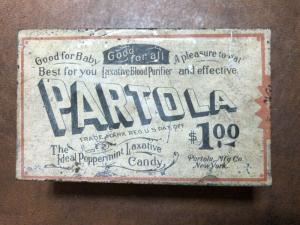 Good for Baby Good for all A pleasure to eat
Best for you Laxative Blood Purifier and effective
PARTOLA
TRADE MARK REG. U.S. PAT. OFF.
$1.00
The Ideal Peppermint Laxative Candy.
Partola Mfg Co.
New York.